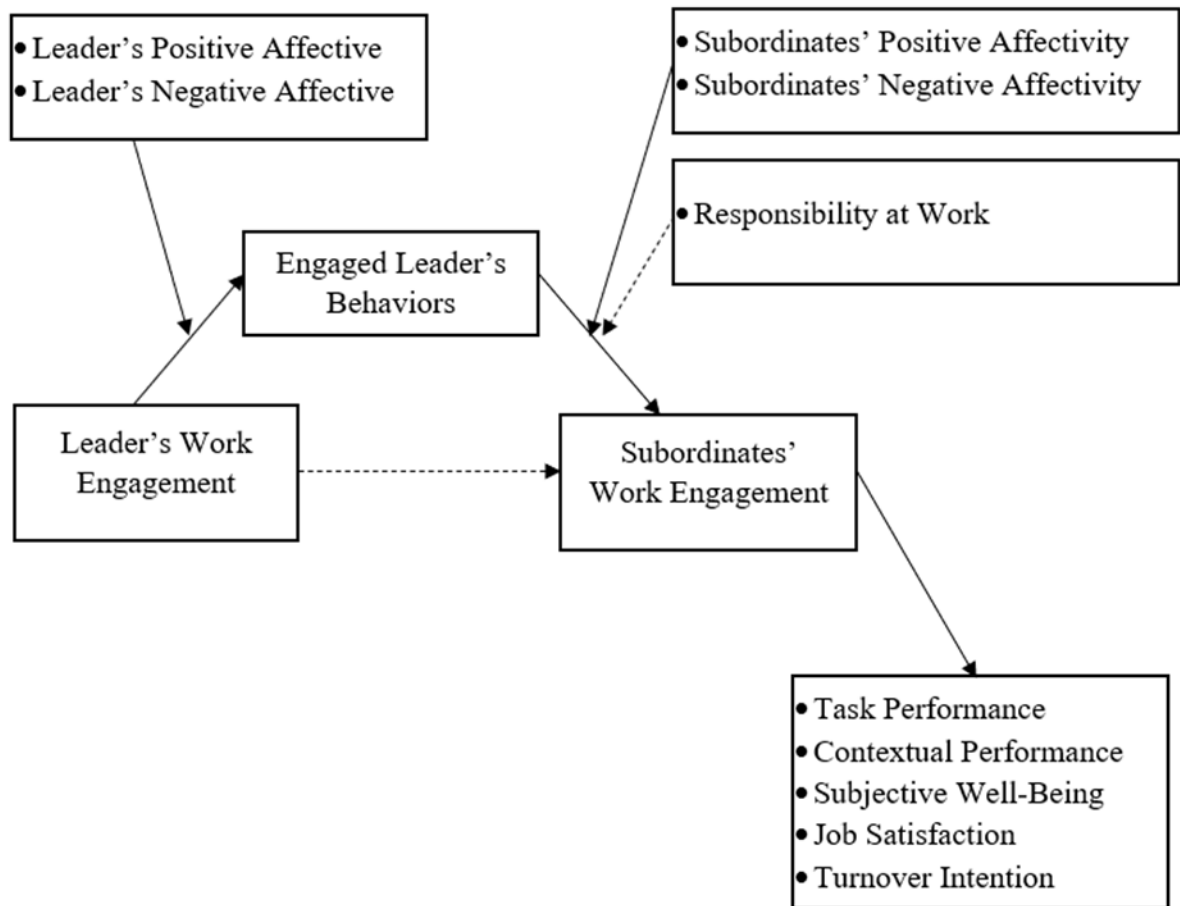 • Leader’s Positive Affective
• Leader’s Negative Affective
• Subordinates’ Positive Affectivity
• Subordinates’ Negative Affectivity
• Responsibility at Work
Engaged Leader’s
Behaviors
Leader’s Work
Engagement
Subordinates’
Work Engagement
• Task Performance
• Contextual Performance
• Subjective Well-Being
• Job Satisfaction
• Turnover Intention